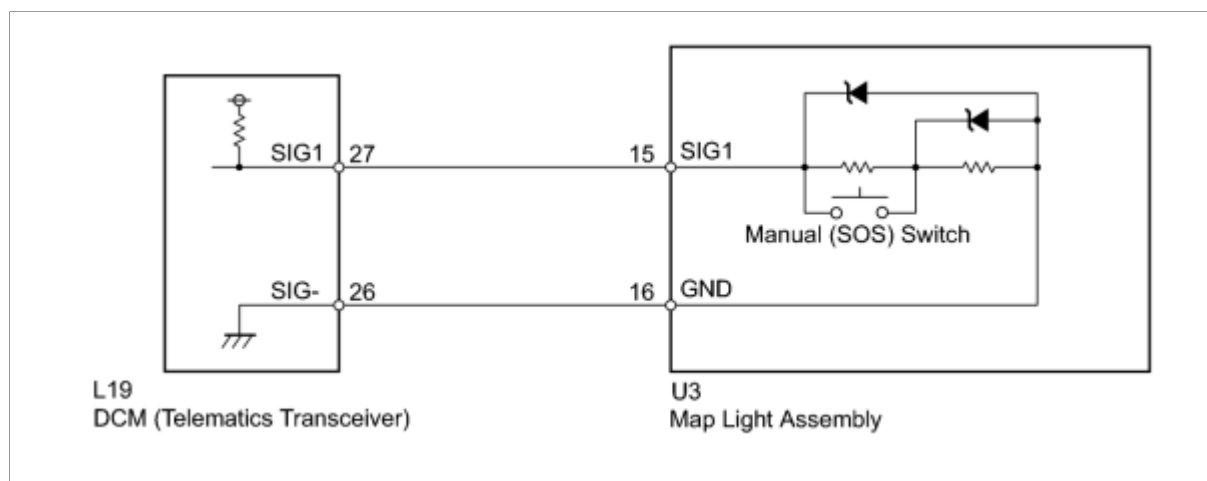 SIG1 27 15 SIG1
Manual (SOS) Switch
SIG- 26 16 GND
L19
DCM (Telematics Transceiver)
U3
Map Light Assembly